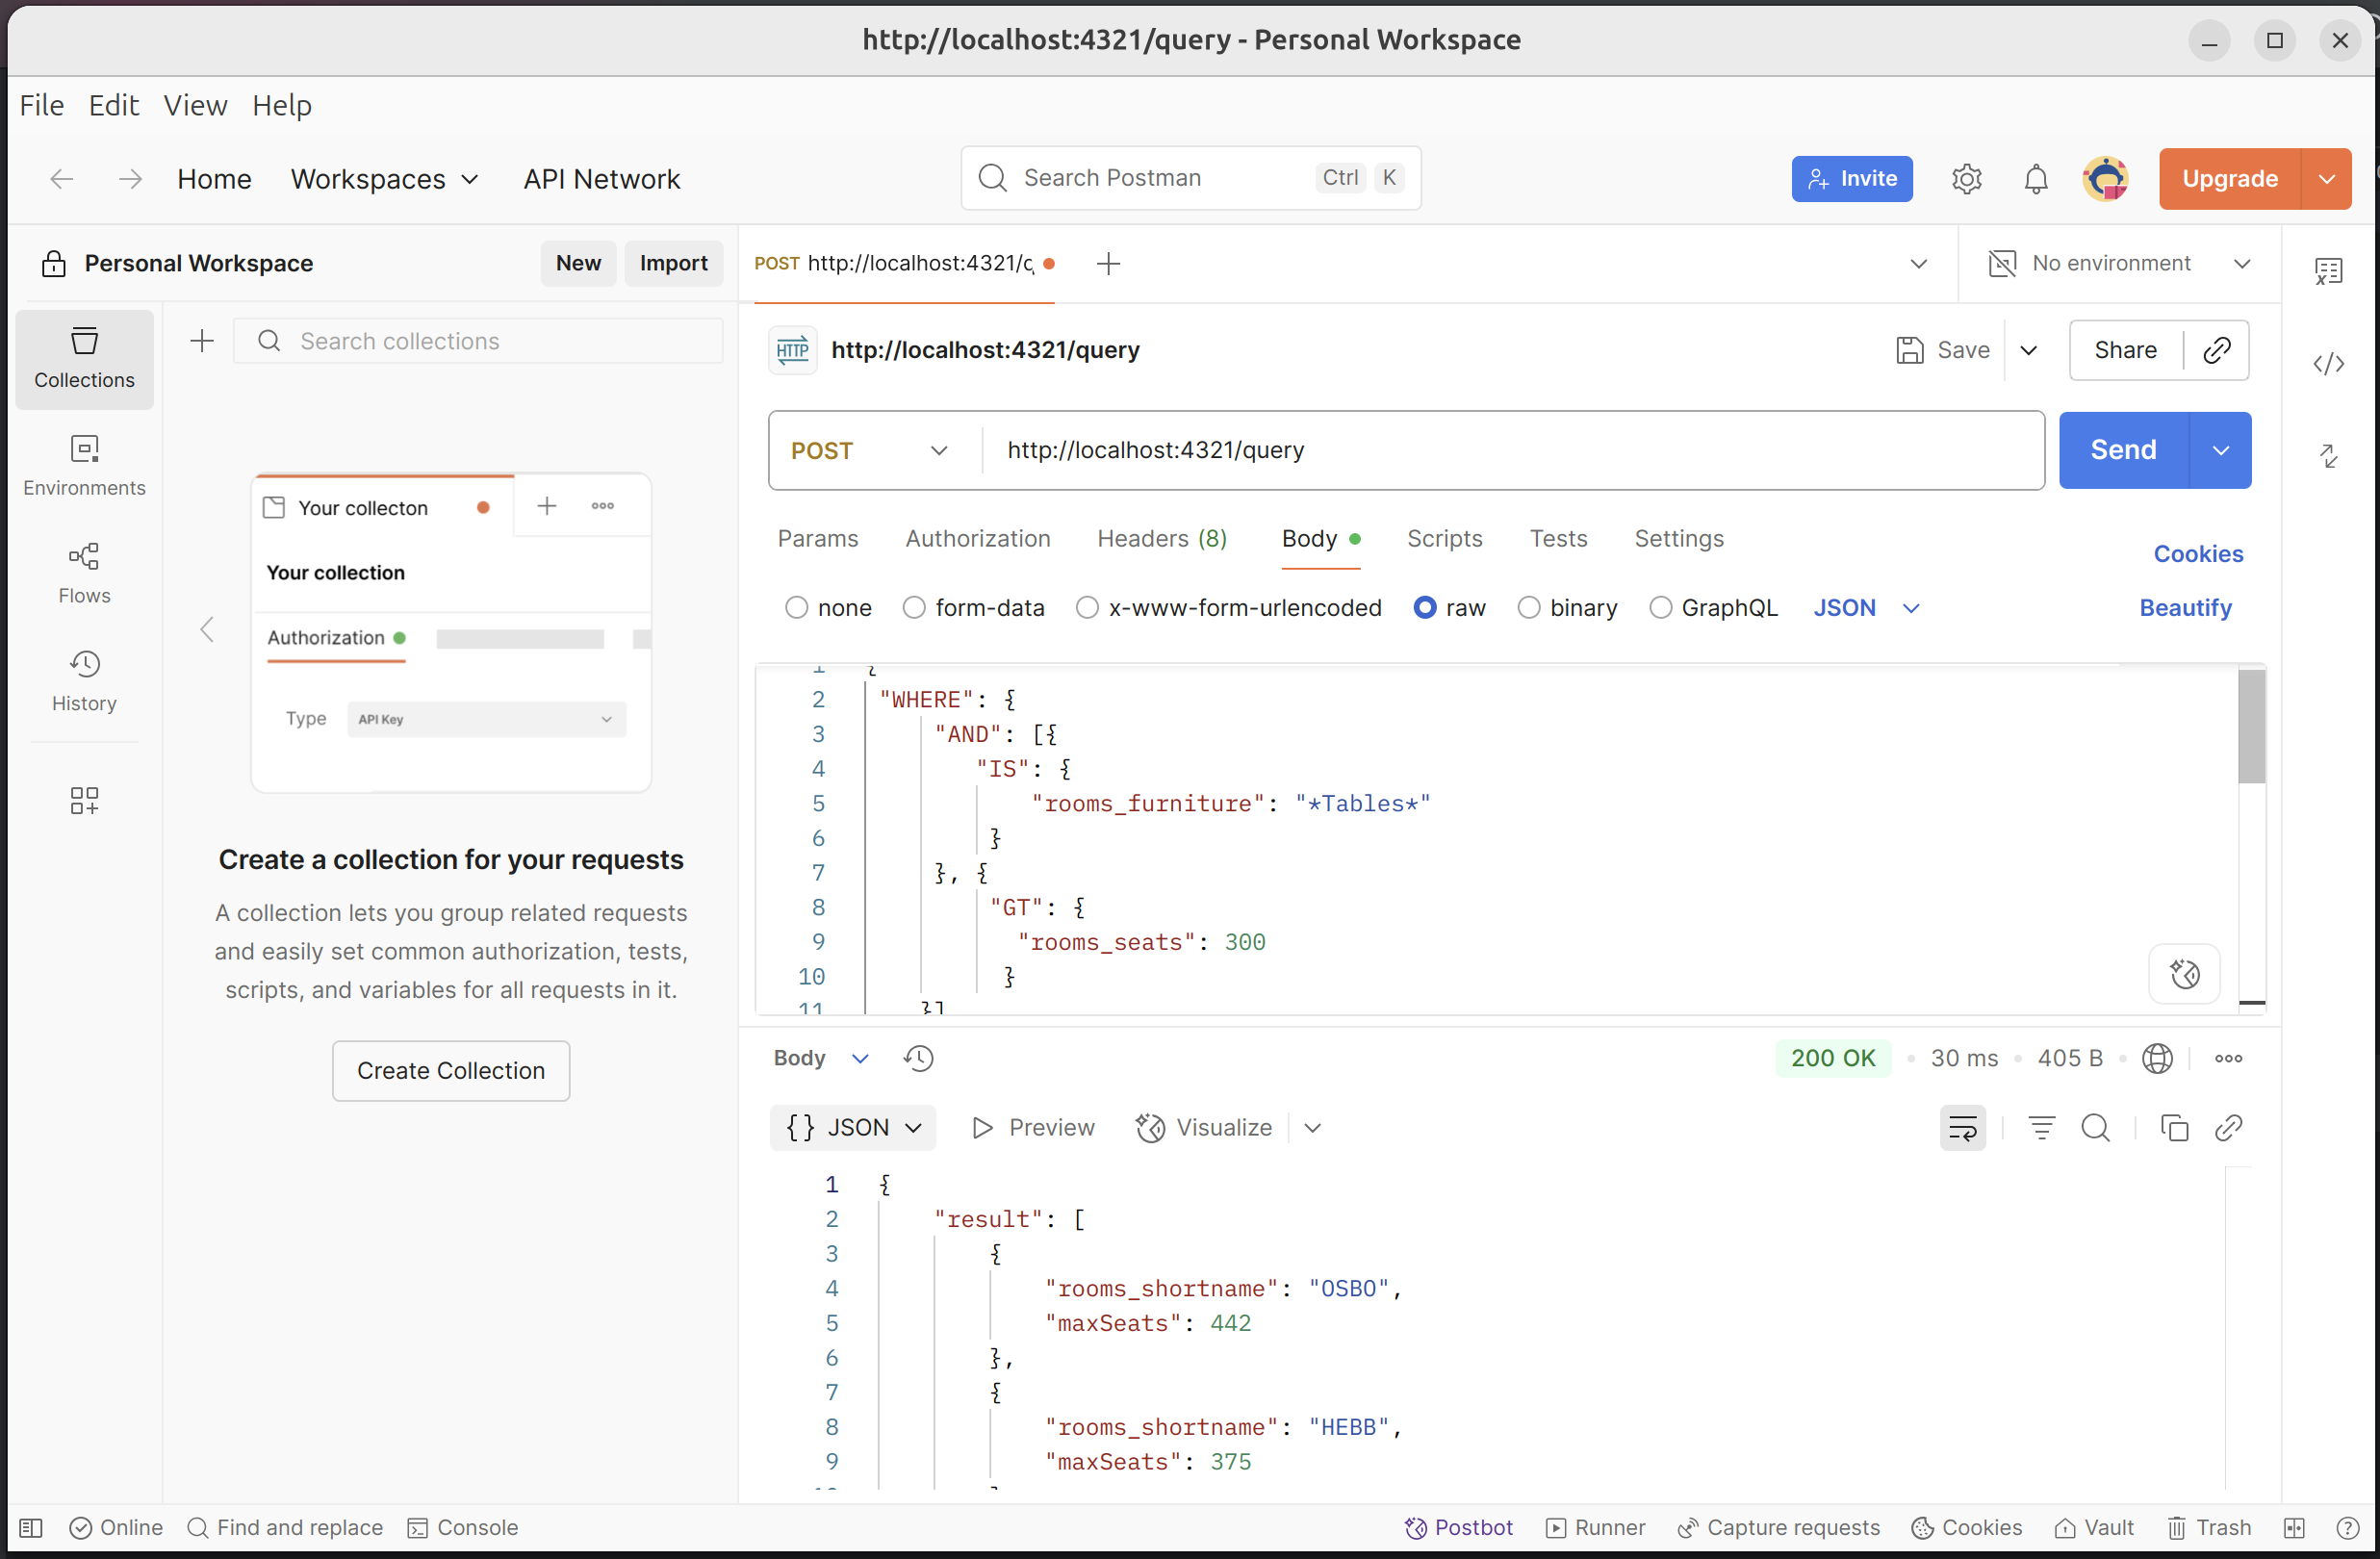 http://localhost:4321/query - Personal Workspace
File Edit View Help
Home Workspaces API Network
Search Postman Ctrl K
Invite
Upgrade
Personal Workspace
New Import
POST http://localhost:4321/q
No environment
Collections
Environments
Flows
History
Search collections
Your collecton
Your collection
Authorization
Type API Key
Create a collection for your requests
A collection lets you group related requests
and easily set common authorization, tests,
scripts, and variables for all requests in it.
Create Collection
HTTP http://localhost:4321/query
Save Share
POST http://localhost:4321/query
Send
Params Authorization Headers (8) Body Scripts Tests Settings
Cookies
none form-data x-www-form-urlencoded raw binary GraphQL JSON
Beautify
1 {
2 "WHERE": {
3 "AND": [{
4 "IS": {
5 "rooms_furniture": "*Tables*"
6 }
7 }, {
8 "GT": {
9 "rooms_seats": 300
10 }
11 }]
Body
200 OK 30 ms 405 B
{} JSON Preview Visualize
1 {
2 "result": [
3 {
4 "rooms_shortname": "OSBO",
5 "maxSeats": 442
6 },
7 {
8 "rooms_shortname": "HEBB",
9 "maxSeats": 375
Online Find and replace Console
Postbot Runner Capture requests Cookies Vault Trash